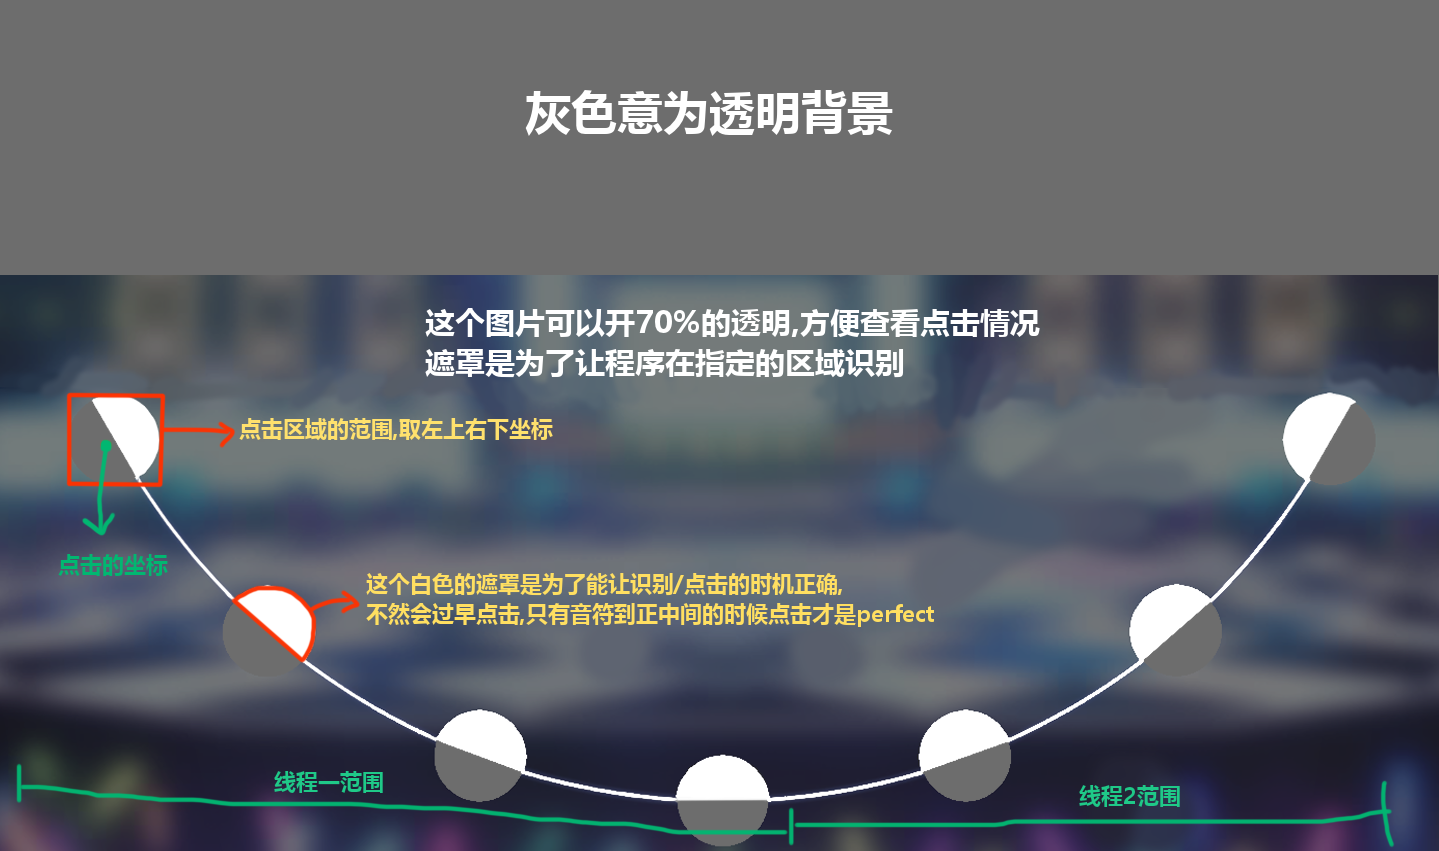 灰色意为透明背景
这个图片可以开70%的透明,方便查看点击情况
遮罩是为了让程序在指定的区域识别
点击区域的范围,取左上右下坐标
点击的坐标
这个白色的遮罩是为了能让识别/点击的时机正确,
不然会过早点击,只有音符到正中间的时候点击才是perfect
线程一范围
线程2范围